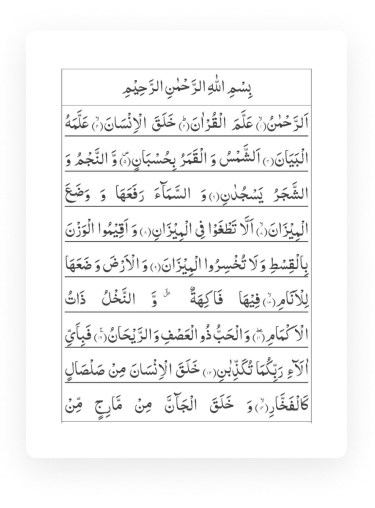 بِسْمِ اللّٰهِ الرَّحْمٰنِ الرَّحِیْمِ
اَلرَّحْمٰنُۙ(۱) عَلَّمَ الْقُرْاٰنَؕ(۲) خَلَقَ الْاِنْسَانَۙ(۳) عَلَّمَهُ
الْبَیَانَ(۴) اَلشَّمْسُ وَ الْقَمَرُ بِحُسْبَانٍ۪(۵) وَّ النَّجْمُ وَ
الشَّجَرُ یَسْجُدٰنِ(۶) وَ السَّمَآءَ رَفَعَهَا وَ وَضَعَ
الْمِیْزَانَۙ(۷) اَلَّا تَطْغَوْا فِی الْمِیْزَانِ(۸) وَ اَقِیْمُوا الْوَزْنَ
بِالْقِسْطِ وَ لَا تُخْسِرُوا الْمِیْزَانَ(۹) وَ الْاَرْضَ وَ ضَعَهَا
لِلْاَنَامِۙ(۱۰) فِیْهَا فَاكِهَةٌ ﭪ وَّ النَّخْلُ ذَاتُ
الْاَكْمَامِۖ(۱۱) وَ الْحَبُّ ذُو الْعَصْفِ وَ الرَّیْحَانُۚ(۱۲) فَبِاَیِّ
اٰلَآءِ رَبِّكُمَا تُكَذِّبٰنِ(۱۳) خَلَقَ الْاِنْسَانَ مِنْ صَلْصَالٍ
كَالْفَخَّارِۙ(۱۴) وَ خَلَقَ الْجَآنَّ مِنْ مَّارِجٍ مِّنْ